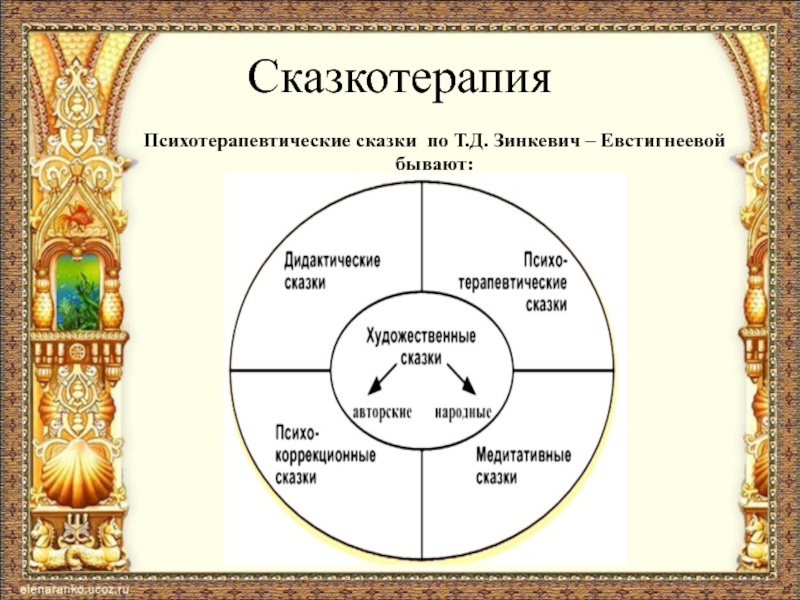 Сказкотерапия
Психотерапевтические сказки по Т.Д. Зинкевич – Евстигнеевой
бывают:
Дидактические
сказки
Психо-
терапевтические
сказки
Художественные
сказки
авторские народные
Психо-
коррекционные
сказки
Медитативные
сказки
elenaranko.ucoz.ru